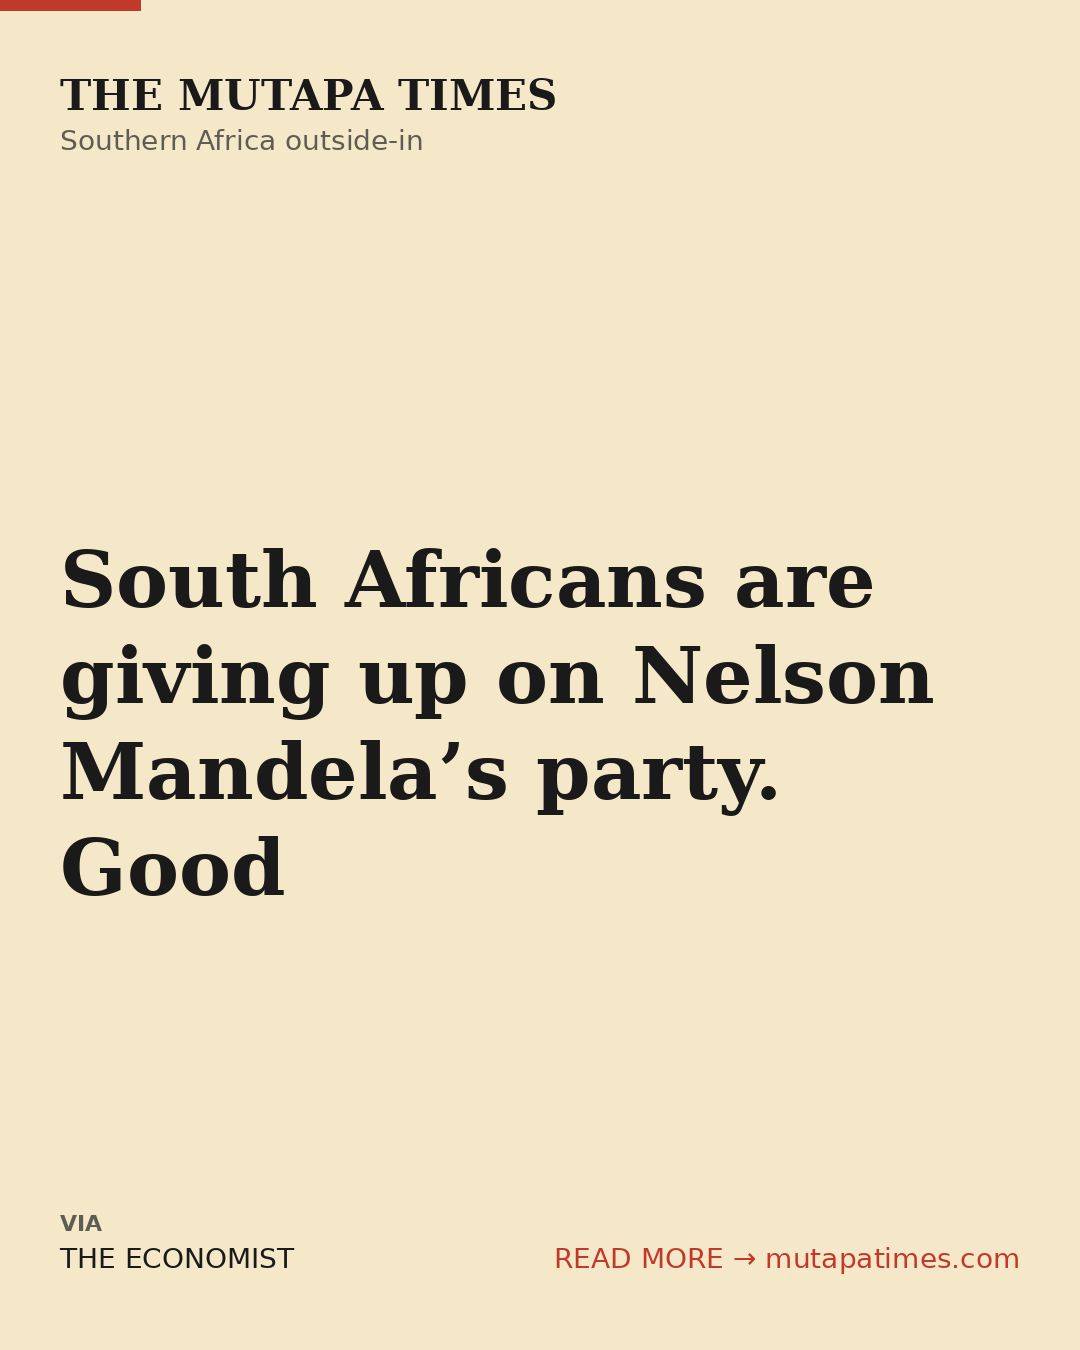 THE MUTAPA TIMES
Southern Africa outside-in
South Africans are
giving up on Nelson
Mandela’s party.
Good
VIA
THE ECONOMIST
READ MORE → mutapatimes.com